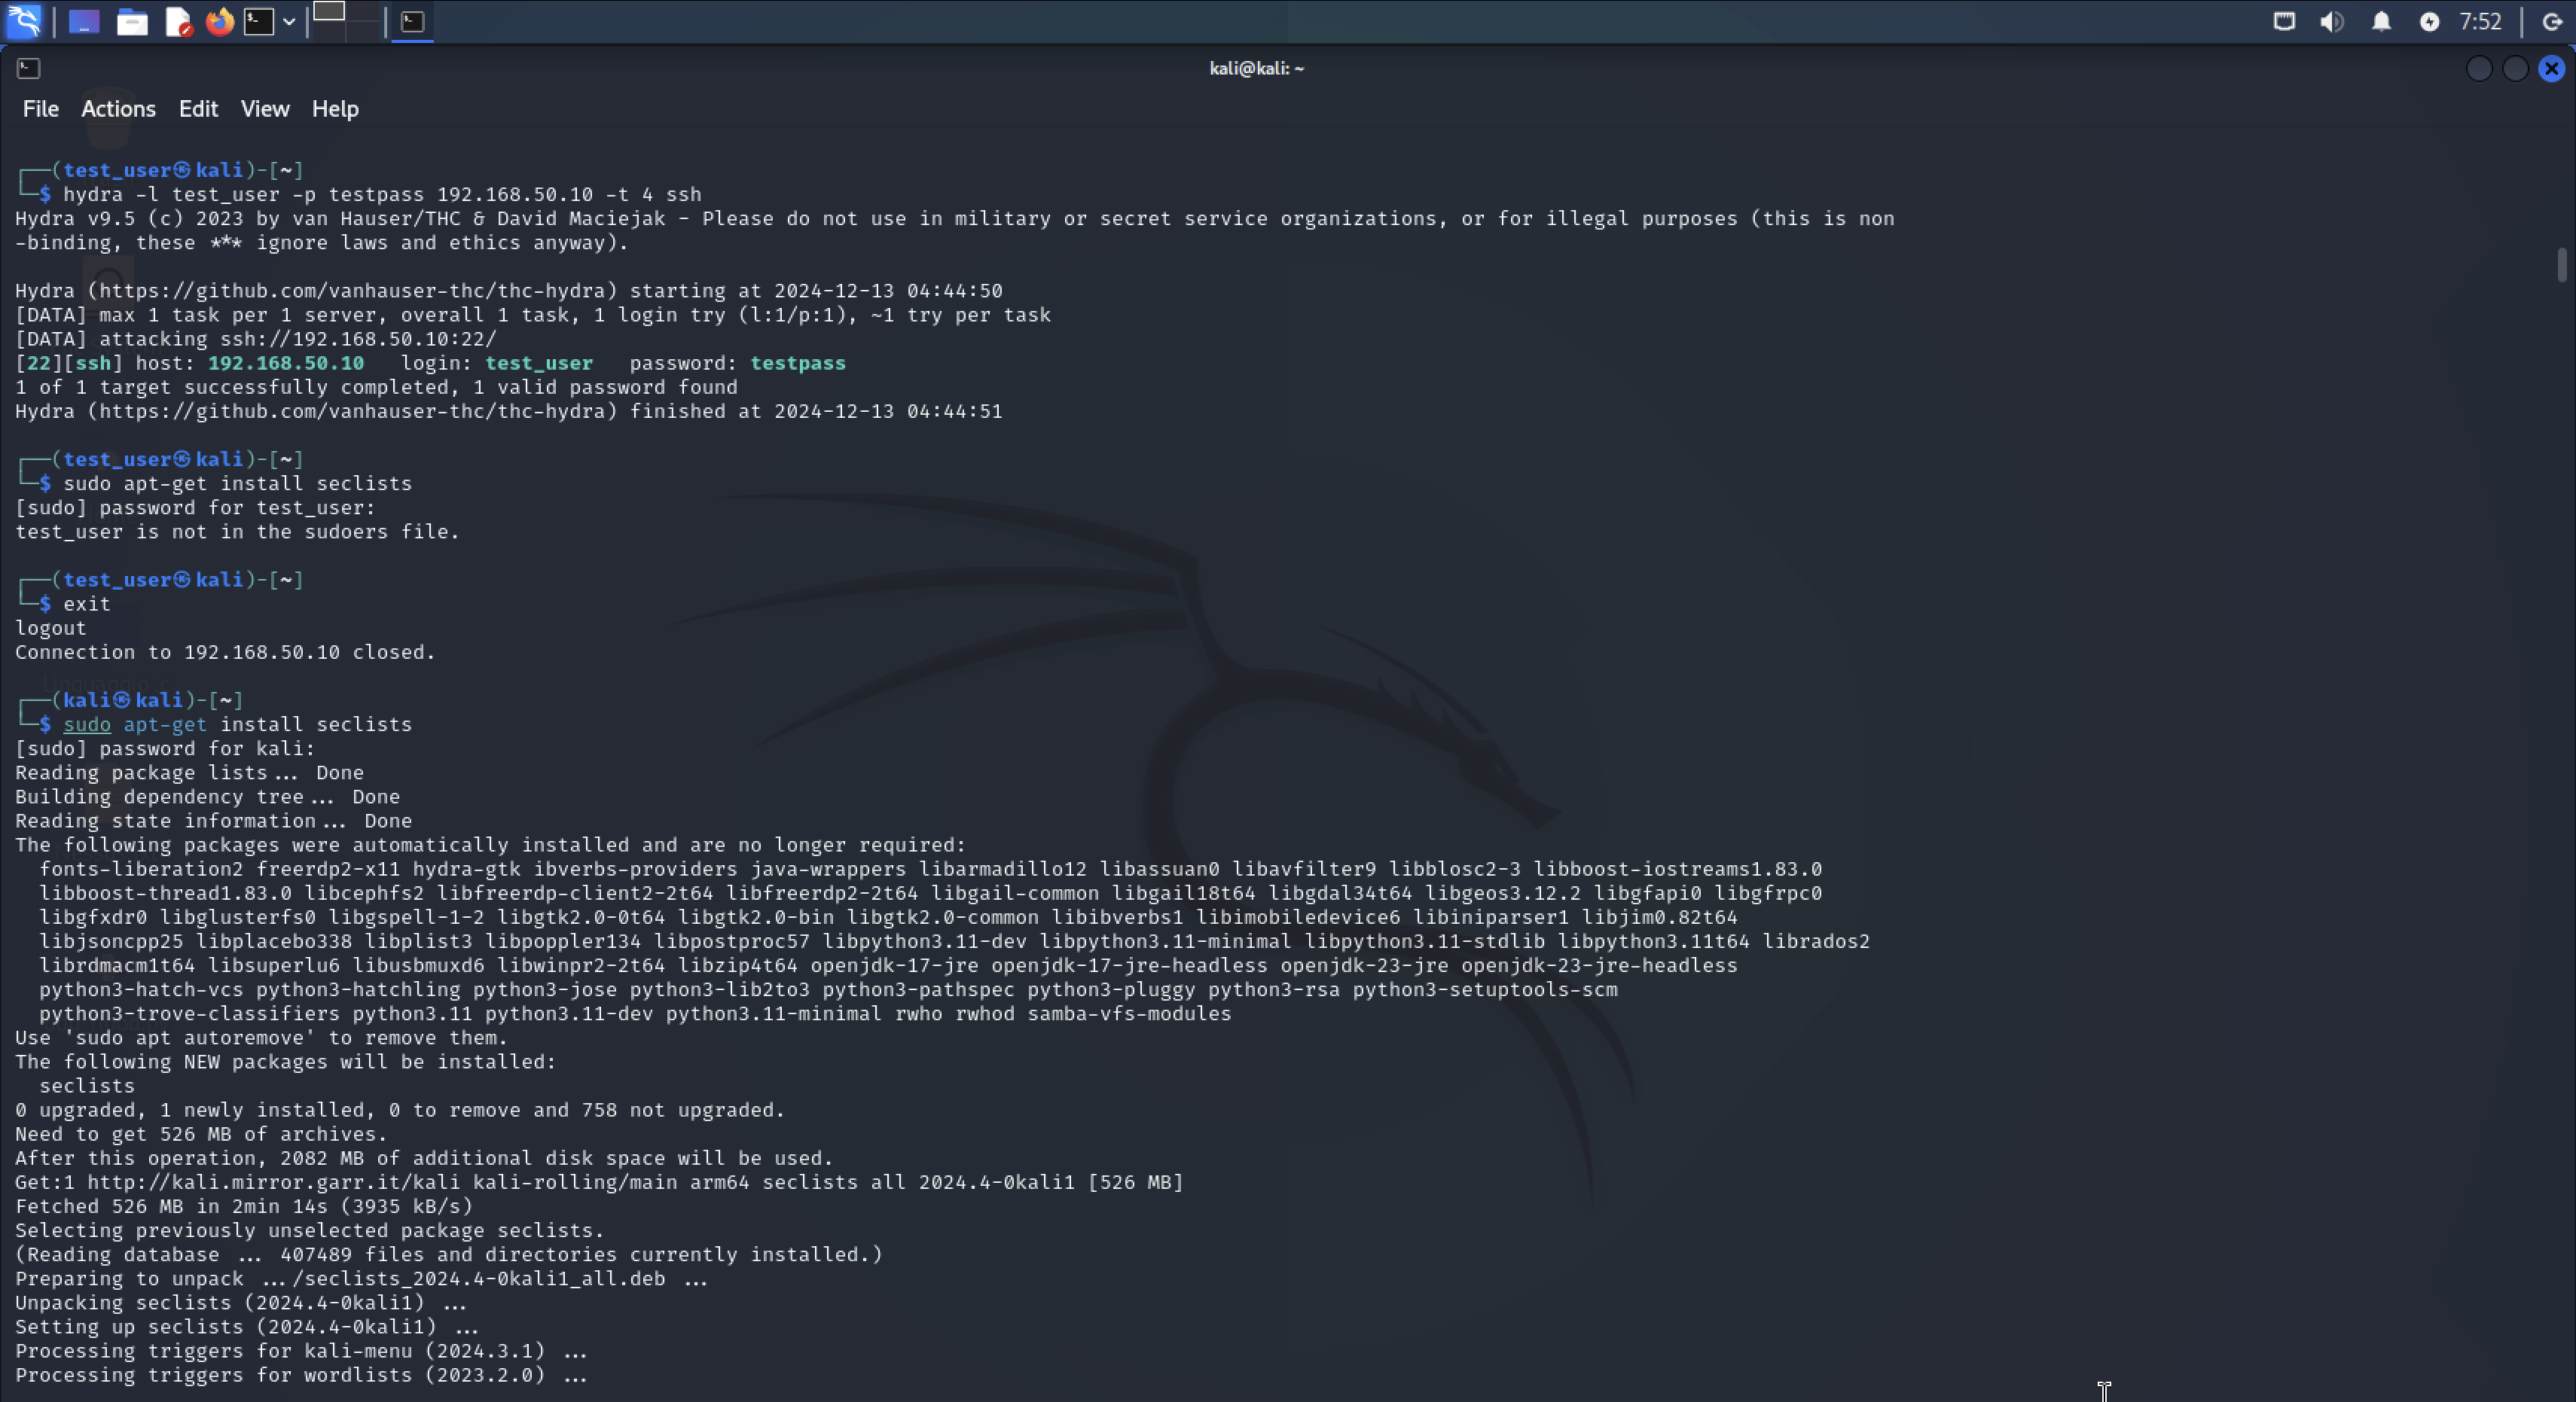 7:52
kali@kali: ~
File Actions Edit View Help
┌──(test_user㉿kali)-[~]
└─$ hydra -l test_user -p testpass 192.168.50.10 -t 4 ssh
Hydra v9.5 (c) 2023 by van Hauser/THC & David Maciejak - Please do not use in military or secret service organizations, or for illegal purposes (this is non
-binding, these *** ignore laws and ethics anyway).
Hydra (https://github.com/vanhauser-thc/thc-hydra) starting at 2024-12-13 04:44:50
[DATA] max 1 task per 1 server, overall 1 task, 1 login try (l:1/p:1), ~1 try per task
[DATA] attacking ssh://192.168.50.10:22/
[22][ssh] host: 192.168.50.10   login: test_user   password: testpass
1 of 1 target successfully completed, 1 valid password found
Hydra (https://github.com/vanhauser-thc/thc-hydra) finished at 2024-12-13 04:44:51
┌──(test_user㉿kali)-[~]
└─$ sudo apt-get install seclists
[sudo] password for test_user:
test_user is not in the sudoers file.
┌──(test_user㉿kali)-[~]
└─$ exit
logout
Connection to 192.168.50.10 closed.
┌──(kali㉿kali)-[~]
└─$ sudo apt-get install seclists
[sudo] password for kali:
Reading package lists... Done
Building dependency tree... Done
Reading state information... Done
The following packages were automatically installed and are no longer required:
  fonts-liberation2 freerdp2-x11 hydra-gtk ibverbs-providers java-wrappers libarmadillo12 libassuan0 libavfilter9 libblosc2-3 libboost-iostreams1.83.0
  libboost-thread1.83.0 libcephfs2 libfreerdp-client2-2t64 libfreerdp2-2t64 libgail-common libgail18t64 libgdal34t64 libgeos3.12.2 libgfapi0 libgfrpc0
  libgfxdr0 libglusterfs0 libgspell-1-2 libgtk2.0-0t64 libgtk2.0-bin libgtk2.0-common libibverbs1 libimobiledevice6 libiniparser1 libjim0.82t64
  libjsoncpp25 libplacebo338 libplist3 libpoppler134 libpostproc57 libpython3.11-dev libpython3.11-minimal libpython3.11-stdlib libpython3.11t64 librados2
  librdmacm1t64 libsuperlu6 libusbmuxd6 libwinpr2-2t64 libzip4t64 openjdk-17-jre openjdk-17-jre-headless openjdk-23-jre openjdk-23-jre-headless
  python3-hatch-vcs python3-hatchling python3-jose python3-lib2to3 python3-pathspec python3-pluggy python3-rsa python3-setuptools-scm
  python3-trove-classifiers python3.11 python3.11-dev python3.11-minimal rwho rwhod samba-vfs-modules
Use 'sudo apt autoremove' to remove them.
The following NEW packages will be installed:
  seclists
0 upgraded, 1 newly installed, 0 to remove and 758 not upgraded.
Need to get 526 MB of archives.
After this operation, 2082 MB of additional disk space will be used.
Get:1 http://kali.mirror.garr.it/kali kali-rolling/main arm64 seclists all 2024.4-0kali1 [526 MB]
Fetched 526 MB in 2min 14s (3935 kB/s)
Selecting previously unselected package seclists.
(Reading database ... 407489 files and directories currently installed.)
Preparing to unpack .../seclists_2024.4-0kali1_all.deb ...
Unpacking seclists (2024.4-0kali1) ...
Setting up seclists (2024.4-0kali1) ...
Processing triggers for kali-menu (2024.3.1) ...
Processing triggers for wordlists (2023.2.0) ...